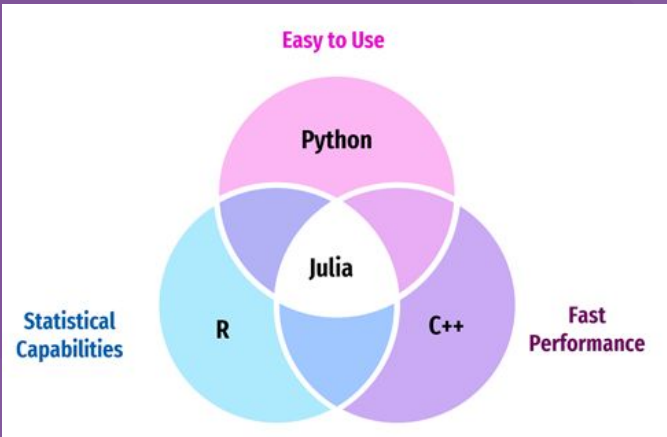 Easy to Use
Python
Julia
R
C++
Statistical
Capabilities
Fast
Performance